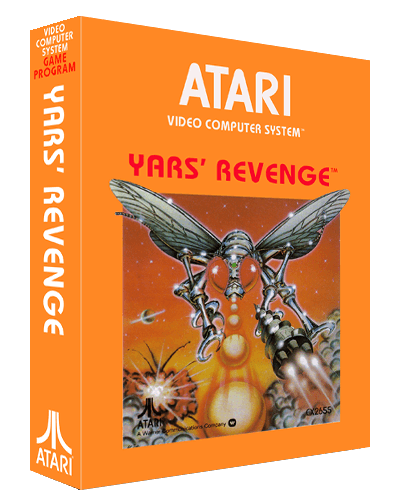 VIDEO
COMPUTER
SYSTEM
GAME
PROGRAM
YARS' REVENGE
ATARI
ATARI
VIDEO COMPUTER SYSTEM™
YARS' REVENGE™
ATARI
A Warner Communications Company
CX2655